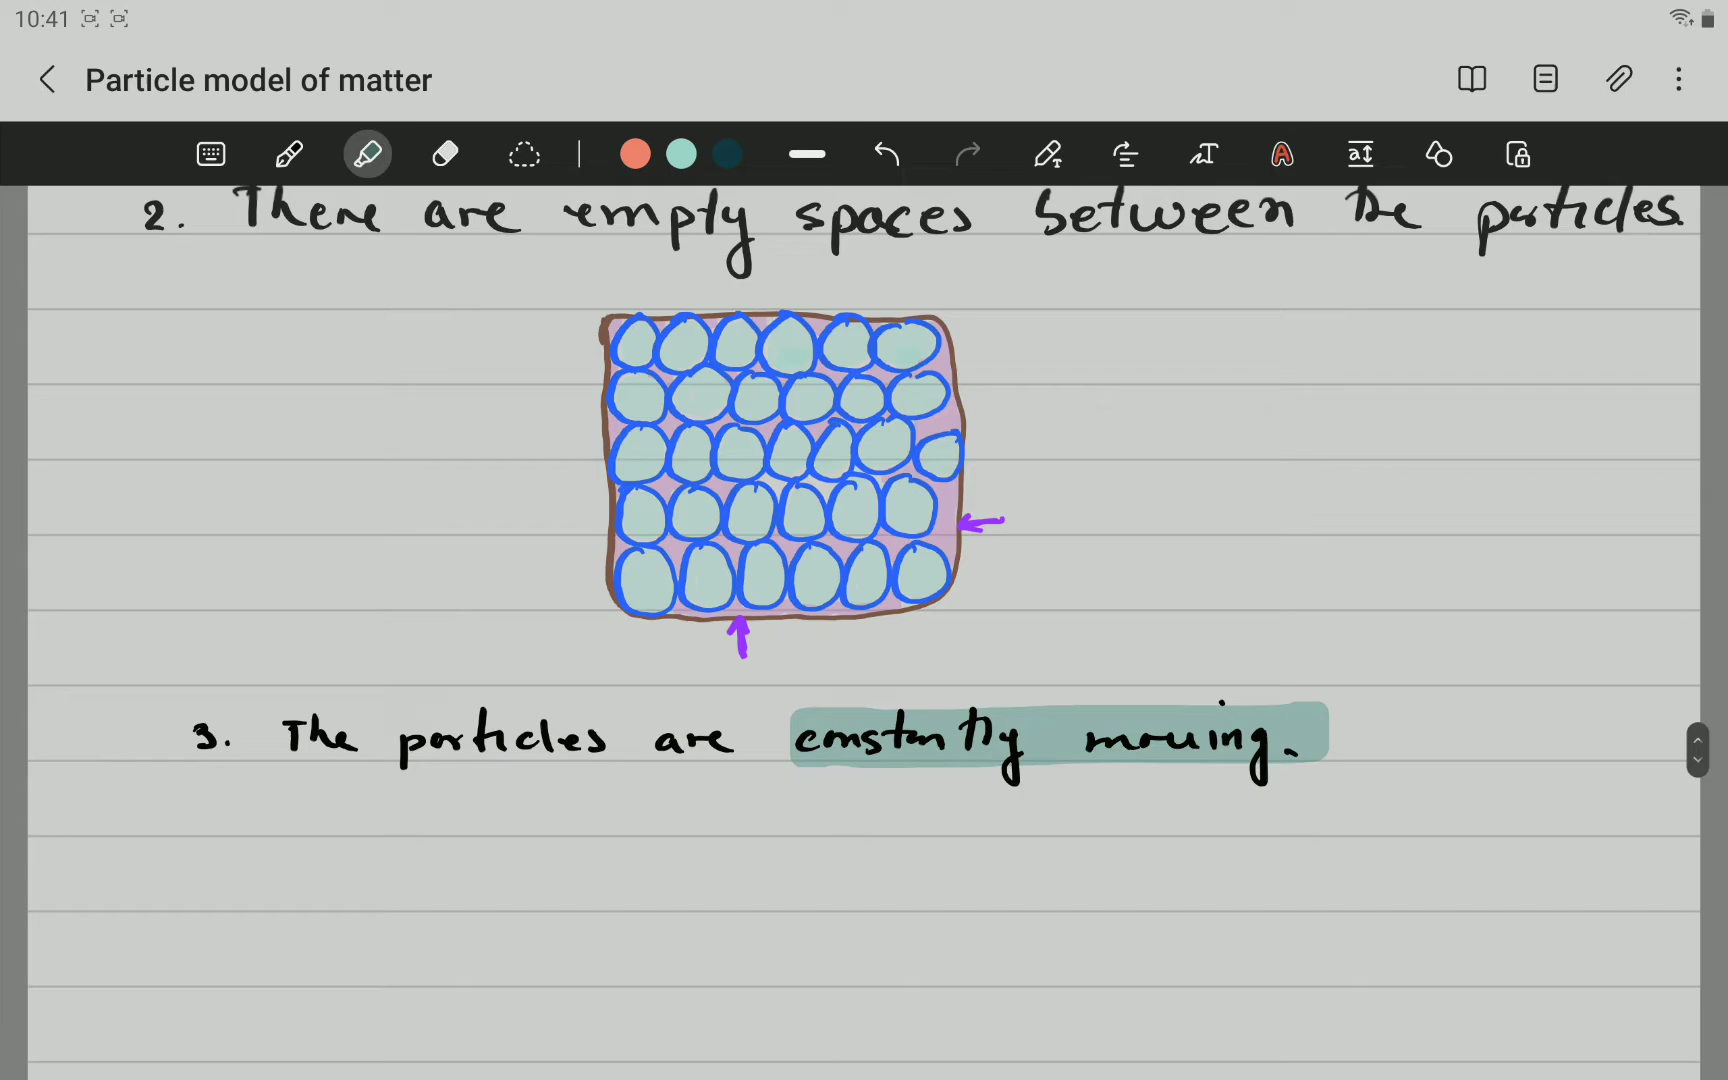 10:41
Particle model of matter
2. There are empty spaces between the particles.
3. The particles are constantly moving.